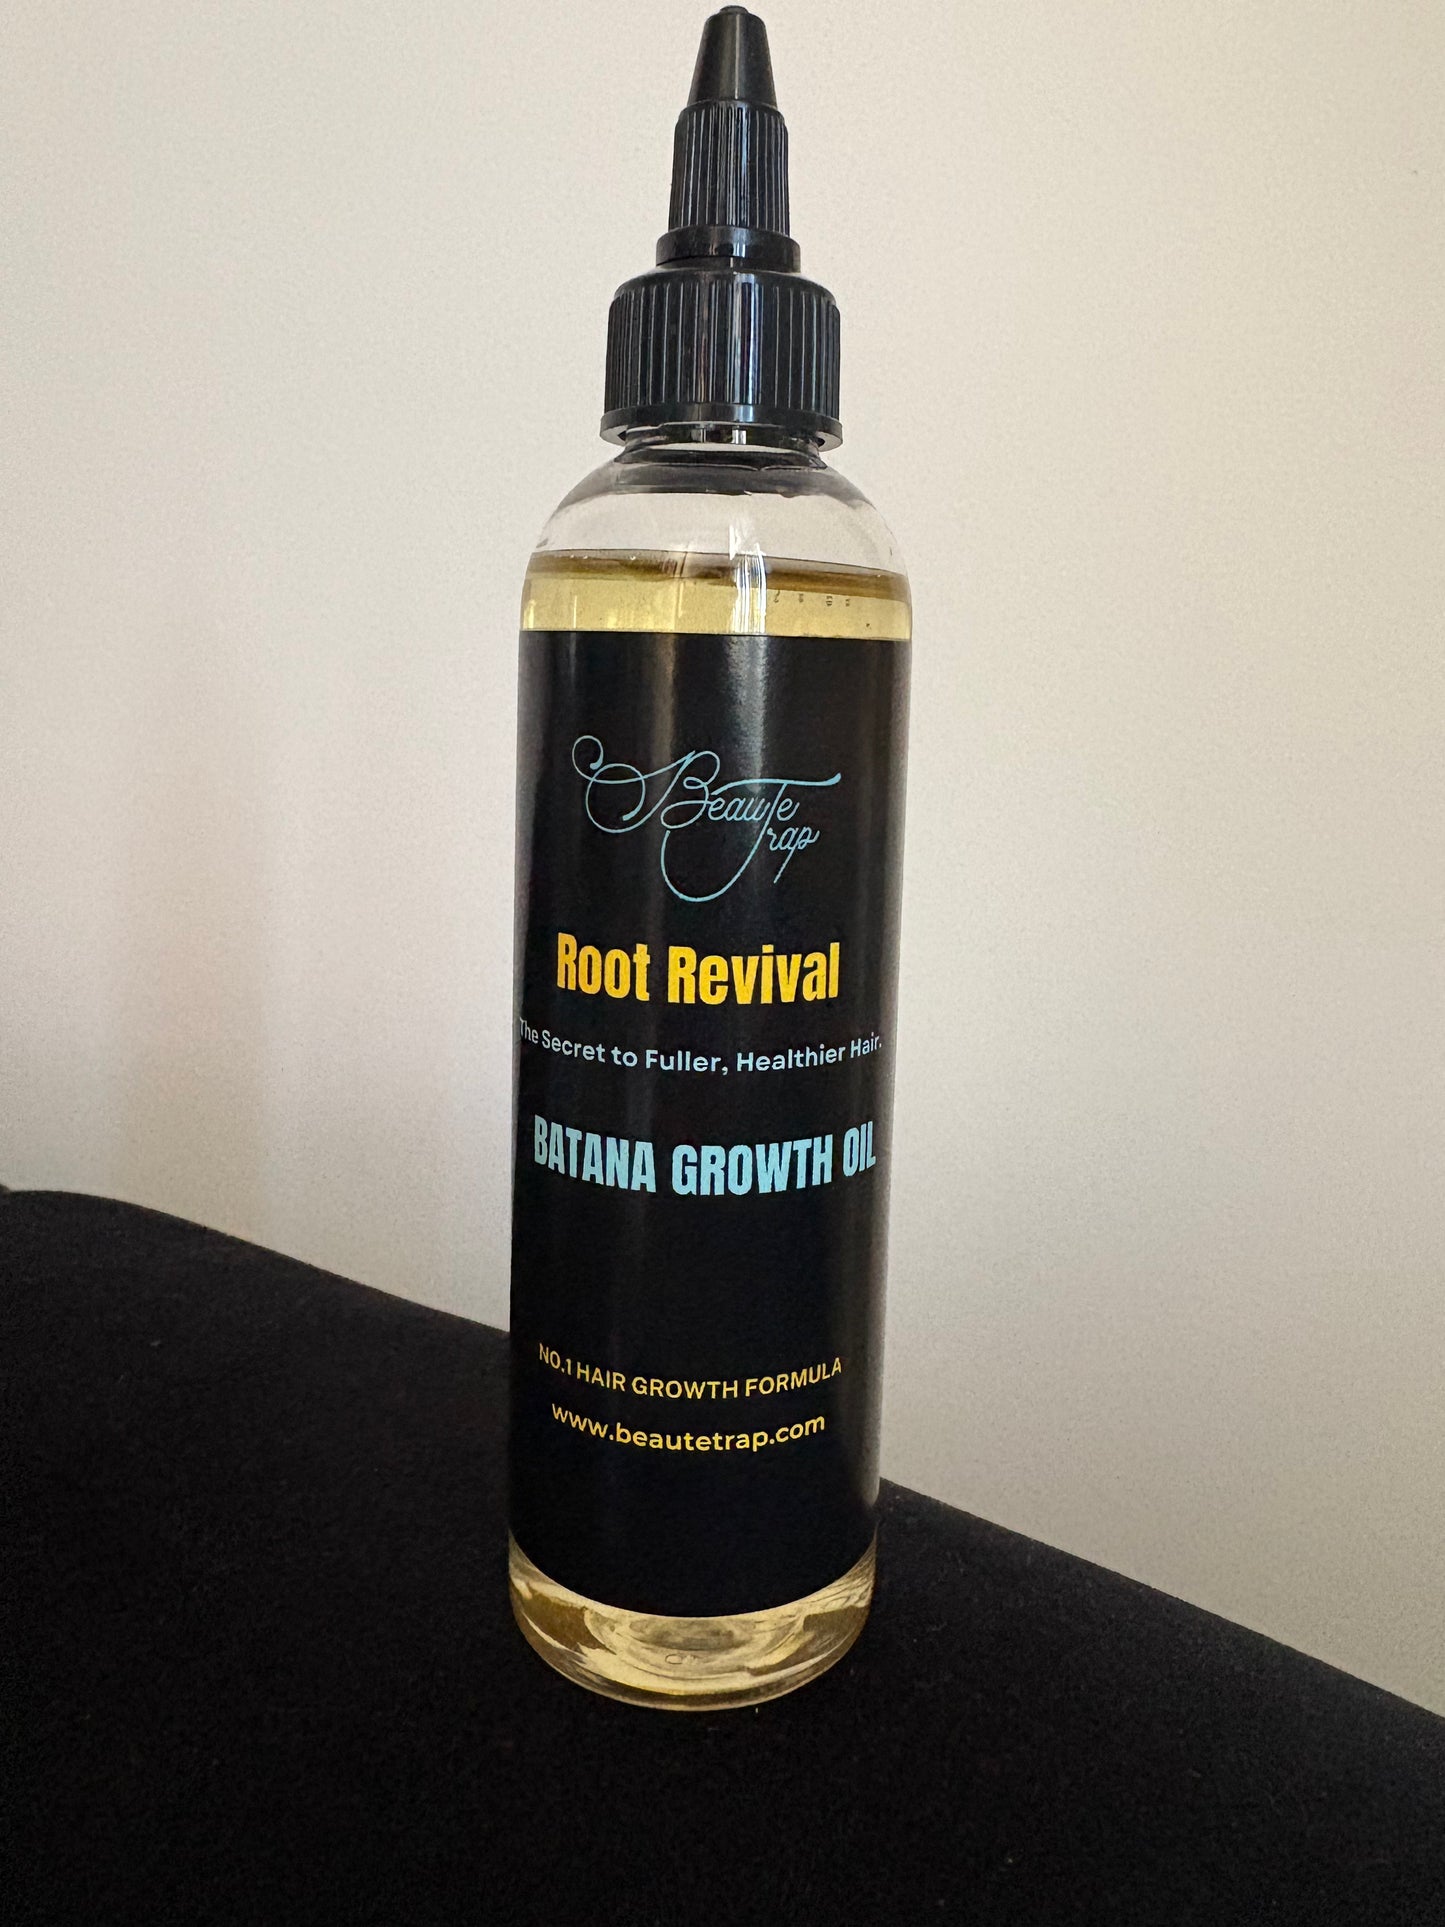 Beaute
Trap
Root Revival
The Secret to Fuller, Healthier Hair.
BATANA GROWTH OIL
NO.1 HAIR GROWTH FORMULA
www.beautetrap.com